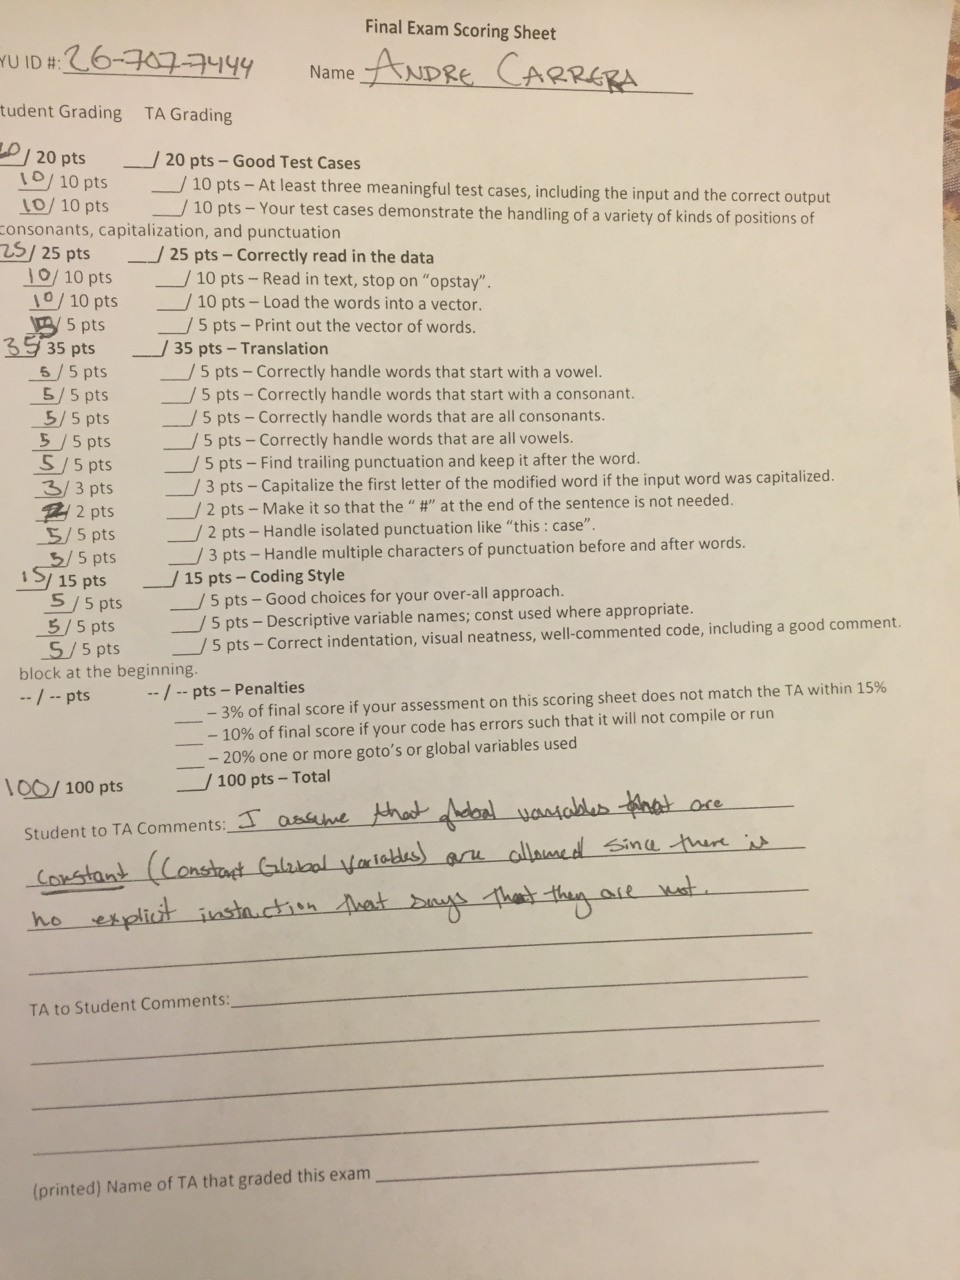 Final Exam Scoring Sheet
YU ID #: 26-707-7444 Name ANDRE CARRERA
tudent Grading TA Grading
20/ 20 pts ___/ 20 pts – Good Test Cases
10/ 10 pts ___/ 10 pts – At least three meaningful test cases, including the input and the correct output
10/ 10 pts ___/ 10 pts – Your test cases demonstrate the handling of a variety of kinds of positions of
consonants, capitalization, and punctuation
25/ 25 pts ___/ 25 pts – Correctly read in the data
10/ 10 pts ___/ 10 pts – Read in text, stop on “opstay”.
10/ 10 pts ___/ 10 pts – Load the words into a vector.
/ 5 pts ___/ 5 pts – Print out the vector of words.
35/ 35 pts ___/ 35 pts – Translation
5/ 5 pts ___/ 5 pts – Correctly handle words that start with a vowel.
5/ 5 pts ___/ 5 pts – Correctly handle words that start with a consonant.
5/ 5 pts ___/ 5 pts – Correctly handle words that are all consonants.
5/ 5 pts ___/ 5 pts – Correctly handle words that are all vowels.
5/ 5 pts ___/ 5 pts – Find trailing punctuation and keep it after the word.
3/ 3 pts ___/ 3 pts – Capitalize the first letter of the modified word if the input word was capitalized.
2/ 2 pts ___/ 2 pts – Make it so that the “ #” at the end of the sentence is not needed.
5/ 5 pts ___/ 2 pts – Handle isolated punctuation like “this : case”.
5/ 5 pts ___/ 3 pts – Handle multiple characters of punctuation before and after words.
15/ 15 pts ___/ 15 pts – Coding Style
5/ 5 pts ___/ 5 pts – Good choices for your over-all approach.
5/ 5 pts ___/ 5 pts – Descriptive variable names; const used where appropriate.
5/ 5 pts ___/ 5 pts – Correct indentation, visual neatness, well-commented code, including a good comment.
block at the beginning.
-- / -- pts -- / -- pts – Penalties
___ – 3% of final score if your assessment on this scoring sheet does not match the TA within 15%
___ – 10% of final score if your code has errors such that it will not compile or run
___ – 20% one or more goto’s or global variables used
100/ 100 pts ___/ 100 pts – Total
Student to TA Comments: I assume that global variables that are
constant (Constant Global Variables) are allowed since there is
no explicit instruction that says that they are not.
TA to Student Comments:
(printed) Name of TA that graded this exam